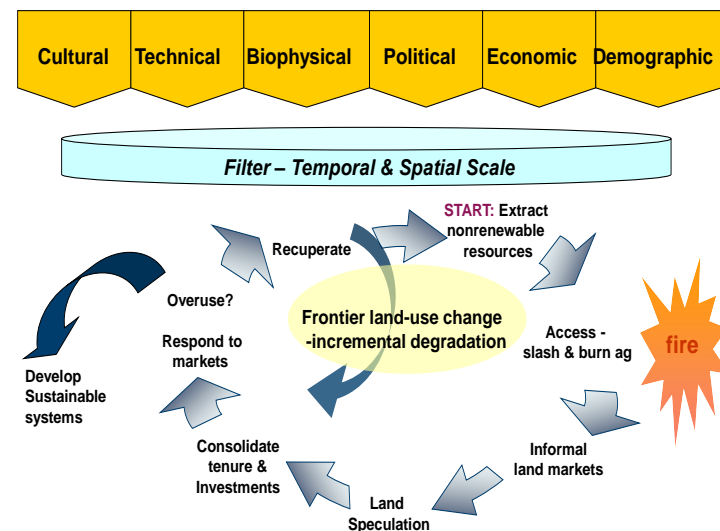 Cultural
Technical
Biophysical
Political
Economic
Demographic
Filter – Temporal & Spatial Scale
START: Extract
nonrenewable
resources
Access -
slash & burn ag
fire
Informal
land markets
Land
Speculation
Consolidate
tenure &
Investments
Respond to
markets
Overuse?
Recuperate
Develop
Sustainable
systems
Frontier land-use change
-incremental degradation